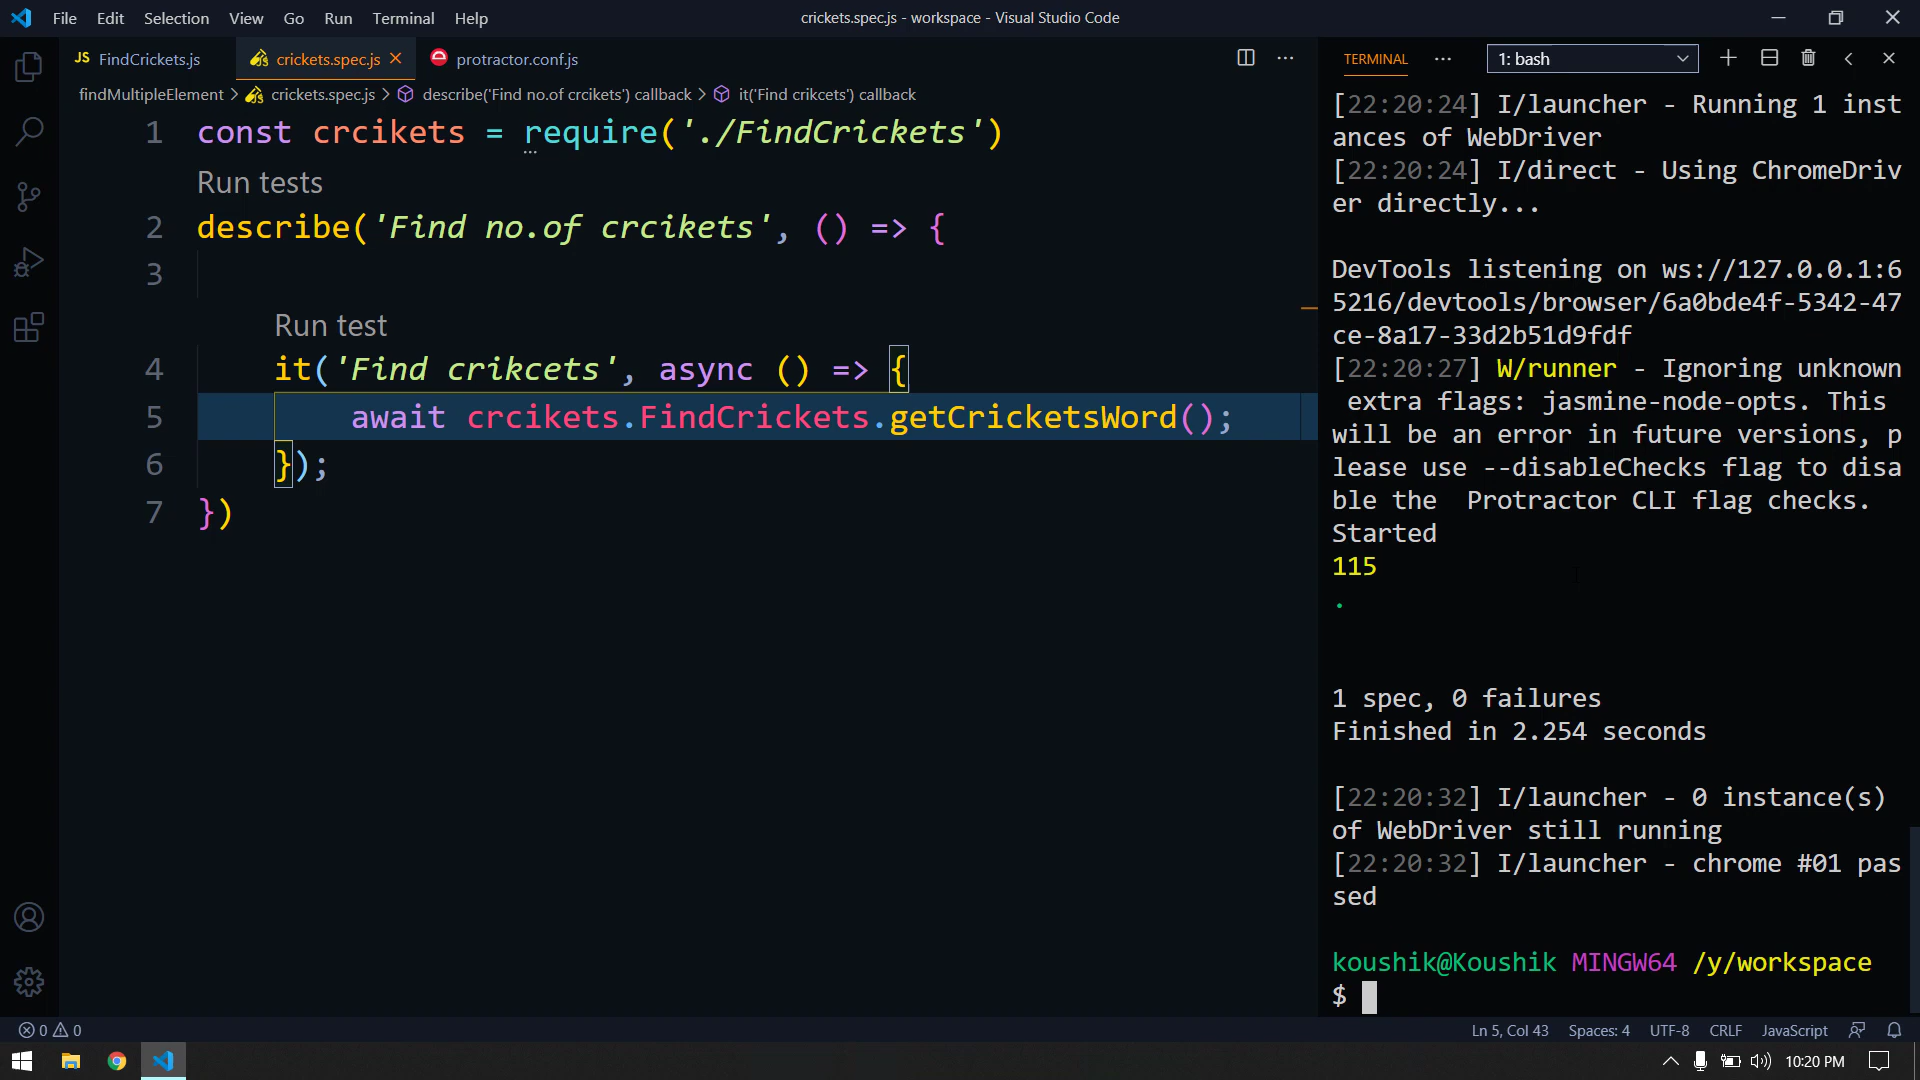 File Edit Selection View Go Run Terminal Help
crickets.spec.js - workspace - Visual Studio Code
JS FindCrickets.js
crickets.spec.js
protractor.conf.js
findMultipleElement > crickets.spec.js > describe('Find no.of crcikets') callback > it('Find crikcets') callback
1 const crcikets = require('./FindCrickets')
Run tests
2 describe('Find no.of crcikets', () => {
3
Run test
4 it('Find crikcets', async () => {
5 await crcikets.FindCrickets.getCricketsWord();
6 });
7 })
TERMINAL ··· 1: bash
[22:20:24] I/launcher - Running 1 inst
ances of WebDriver
[22:20:24] I/direct - Using ChromeDriv
er directly...
DevTools listening on ws://127.0.0.1:6
5216/devtools/browser/6a0bde4f-5342-47
ce-8a17-33d2b51d9fdf
[22:20:27] W/runner - Ignoring unknown
extra flags: jasmine-node-opts. This
will be an error in future versions, p
lease use --disableChecks flag to disa
ble the  Protractor CLI flag checks.
Started
115
.
1 spec, 0 failures
Finished in 2.254 seconds
[22:20:32] I/launcher - 0 instance(s)
of WebDriver still running
[22:20:32] I/launcher - chrome #01 pas
sed
koushik@Koushik MINGW64 /y/workspace
$
0 0
Ln 5, Col 43 Spaces: 4 UTF-8 CRLF JavaScript
10:20 PM